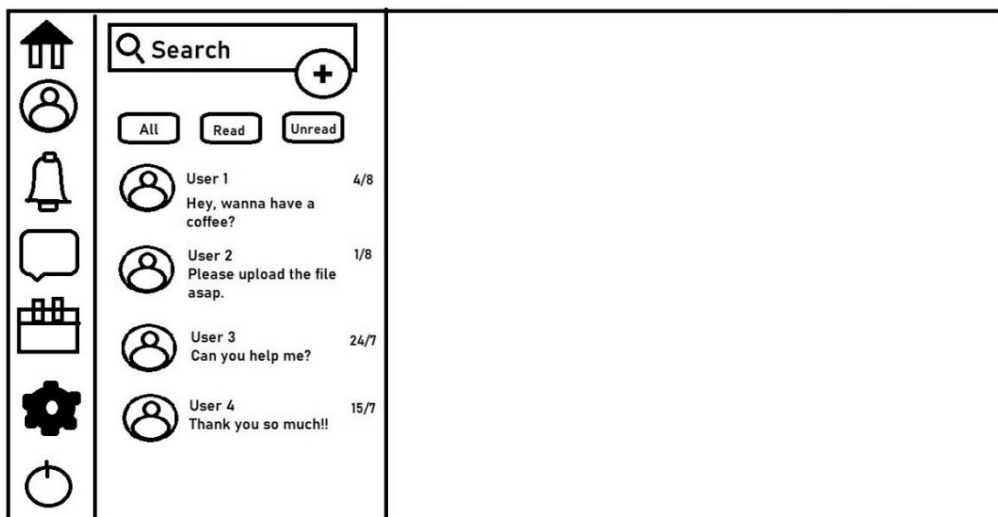 Search
+
All
Read
Unread
User 1
4/8
Hey, wanna have a
coffee?
User 2
1/8
Please upload the file
asap.
User 3
24/7
Can you help me?
User 4
15/7
Thank you so much!!